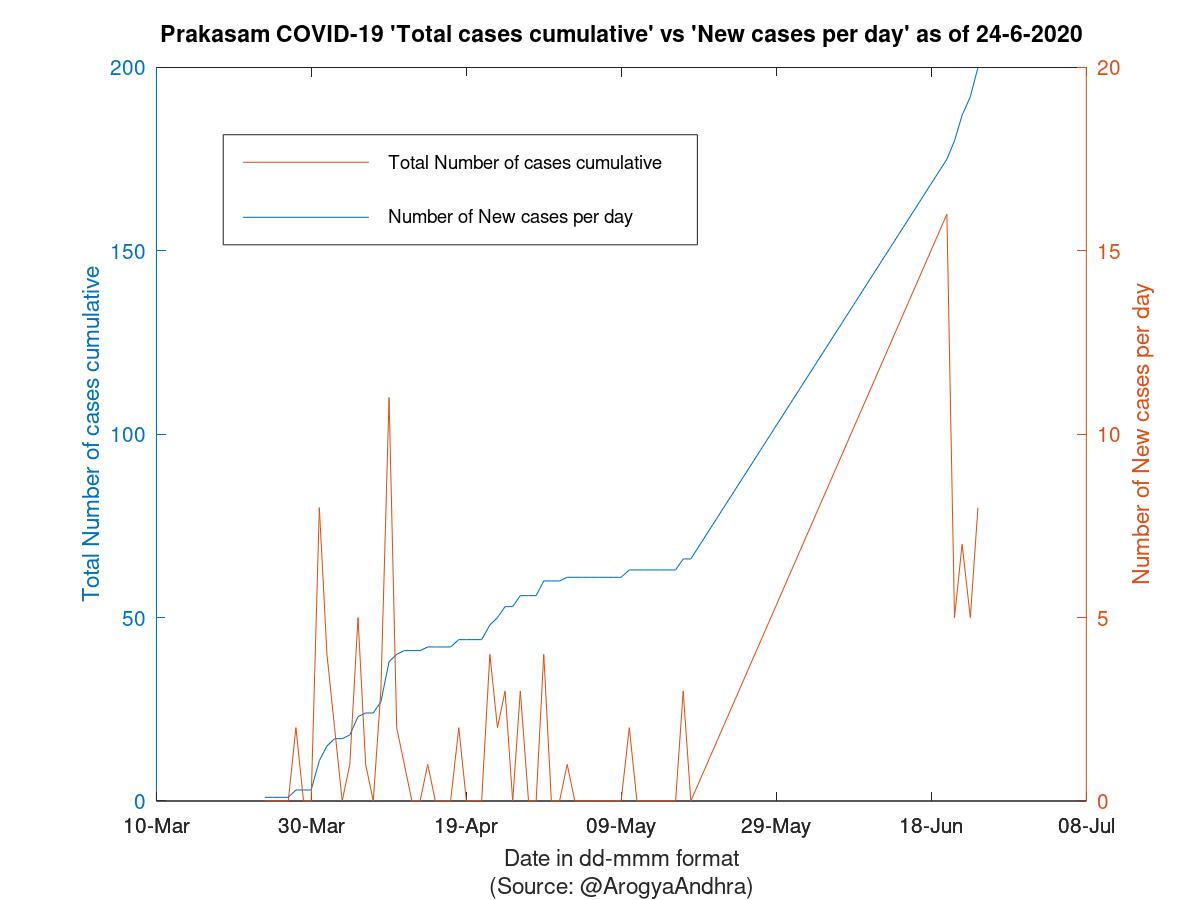 Prakasam COVID-19 'Total cases cumulative' vs 'New cases per day' as of 24-6-2020
200
150
100
50
0
20
15
10
5
0
Total Number of cases cumulative
Number of New cases per day
Total Number of cases cumulative
Number of New cases per day
10-Mar 30-Mar 19-Apr 09-May 29-May 18-Jun 08-Jul
Date in dd-mmm format
(Source: @ArogyaAndhra)